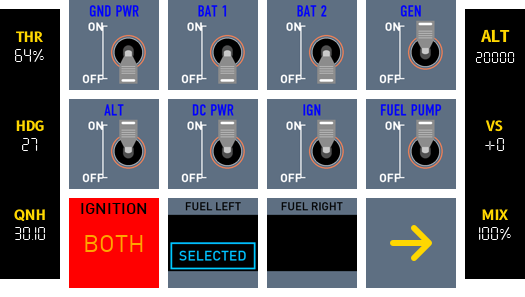 THR
64%
HDG
27
QNH
30.10
GND PWR
ON
OFF
BAT 1
ON
OFF
BAT 2
ON
OFF
GEN
ON
OFF
ALT
ON
OFF
DC PWR
ON
OFF
IGN
ON
OFF
FUEL PUMP
ON
OFF
IGNITION
BOTH
FUEL LEFT
SELECTED
FUEL RIGHT
ALT
20000
VS
+0
MIX
100%